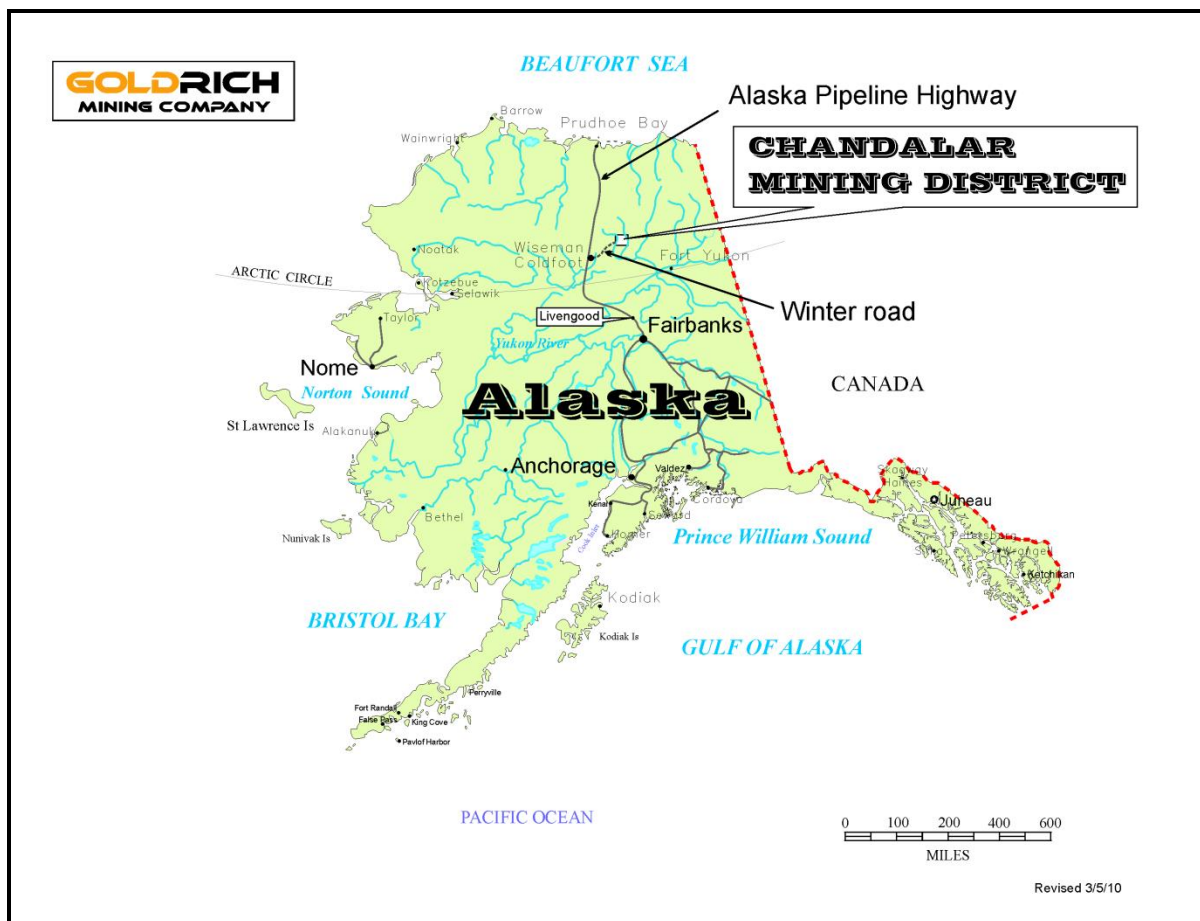 GOLDRICH
MINING COMPANY
BEAUFORT SEA
Alaska Pipeline Highway
Barrow
Prudhoe Bay
Wainwright
CHANDALAR
MINING DISTRICT
Noatak
Wiseman
Coldfoot
Fort Yukon
ARCTIC CIRCLE
Kotzebue
Selawik
Taylor
Livengood
Winter road
Fairbanks
Yukon River
Nome
Norton Sound
CANADA
Alaska
St Lawrence Is
Alakanuk
Anchorage
Valdez
Skagway
Haines
Kenai
Cordova
Juneau
Bethel
Seward
Nunivak Is
Cook Inlet
Homer
Prince William Sound
Petersburg
Sitka
Wrangell
Ketchikan
Kodiak
BRISTOL BAY
Kodiak Is
GULF OF ALASKA
Perryville
Fort Randall
False Pass
King Cove
Pavlof Harbor
PACIFIC OCEAN
0 100 200 300 400 600
MILES
Revised 3/5/10